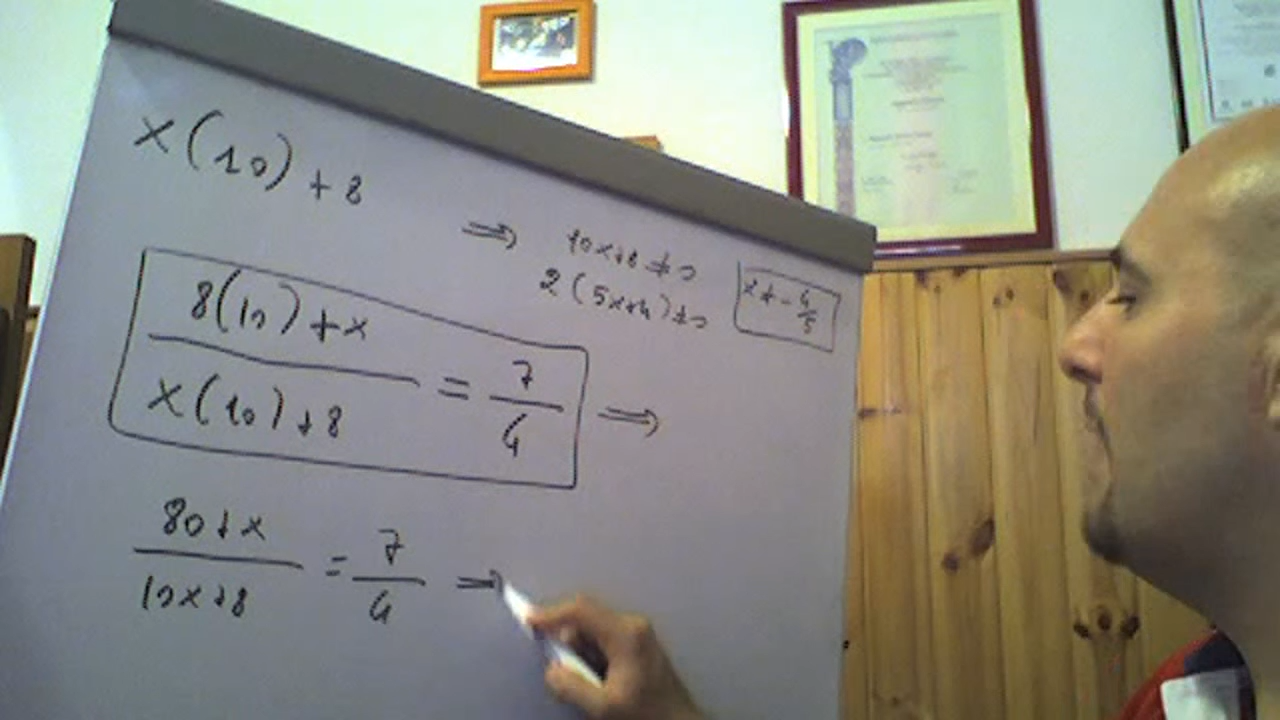 x(10)+8
⇒ 10x+8≠0
2(5x+4)≠0 x≠-4/5
8(10)+x / x(10)+8 = 7/4 ⇒
80+x / 10x+8 = 7/4 ⇒